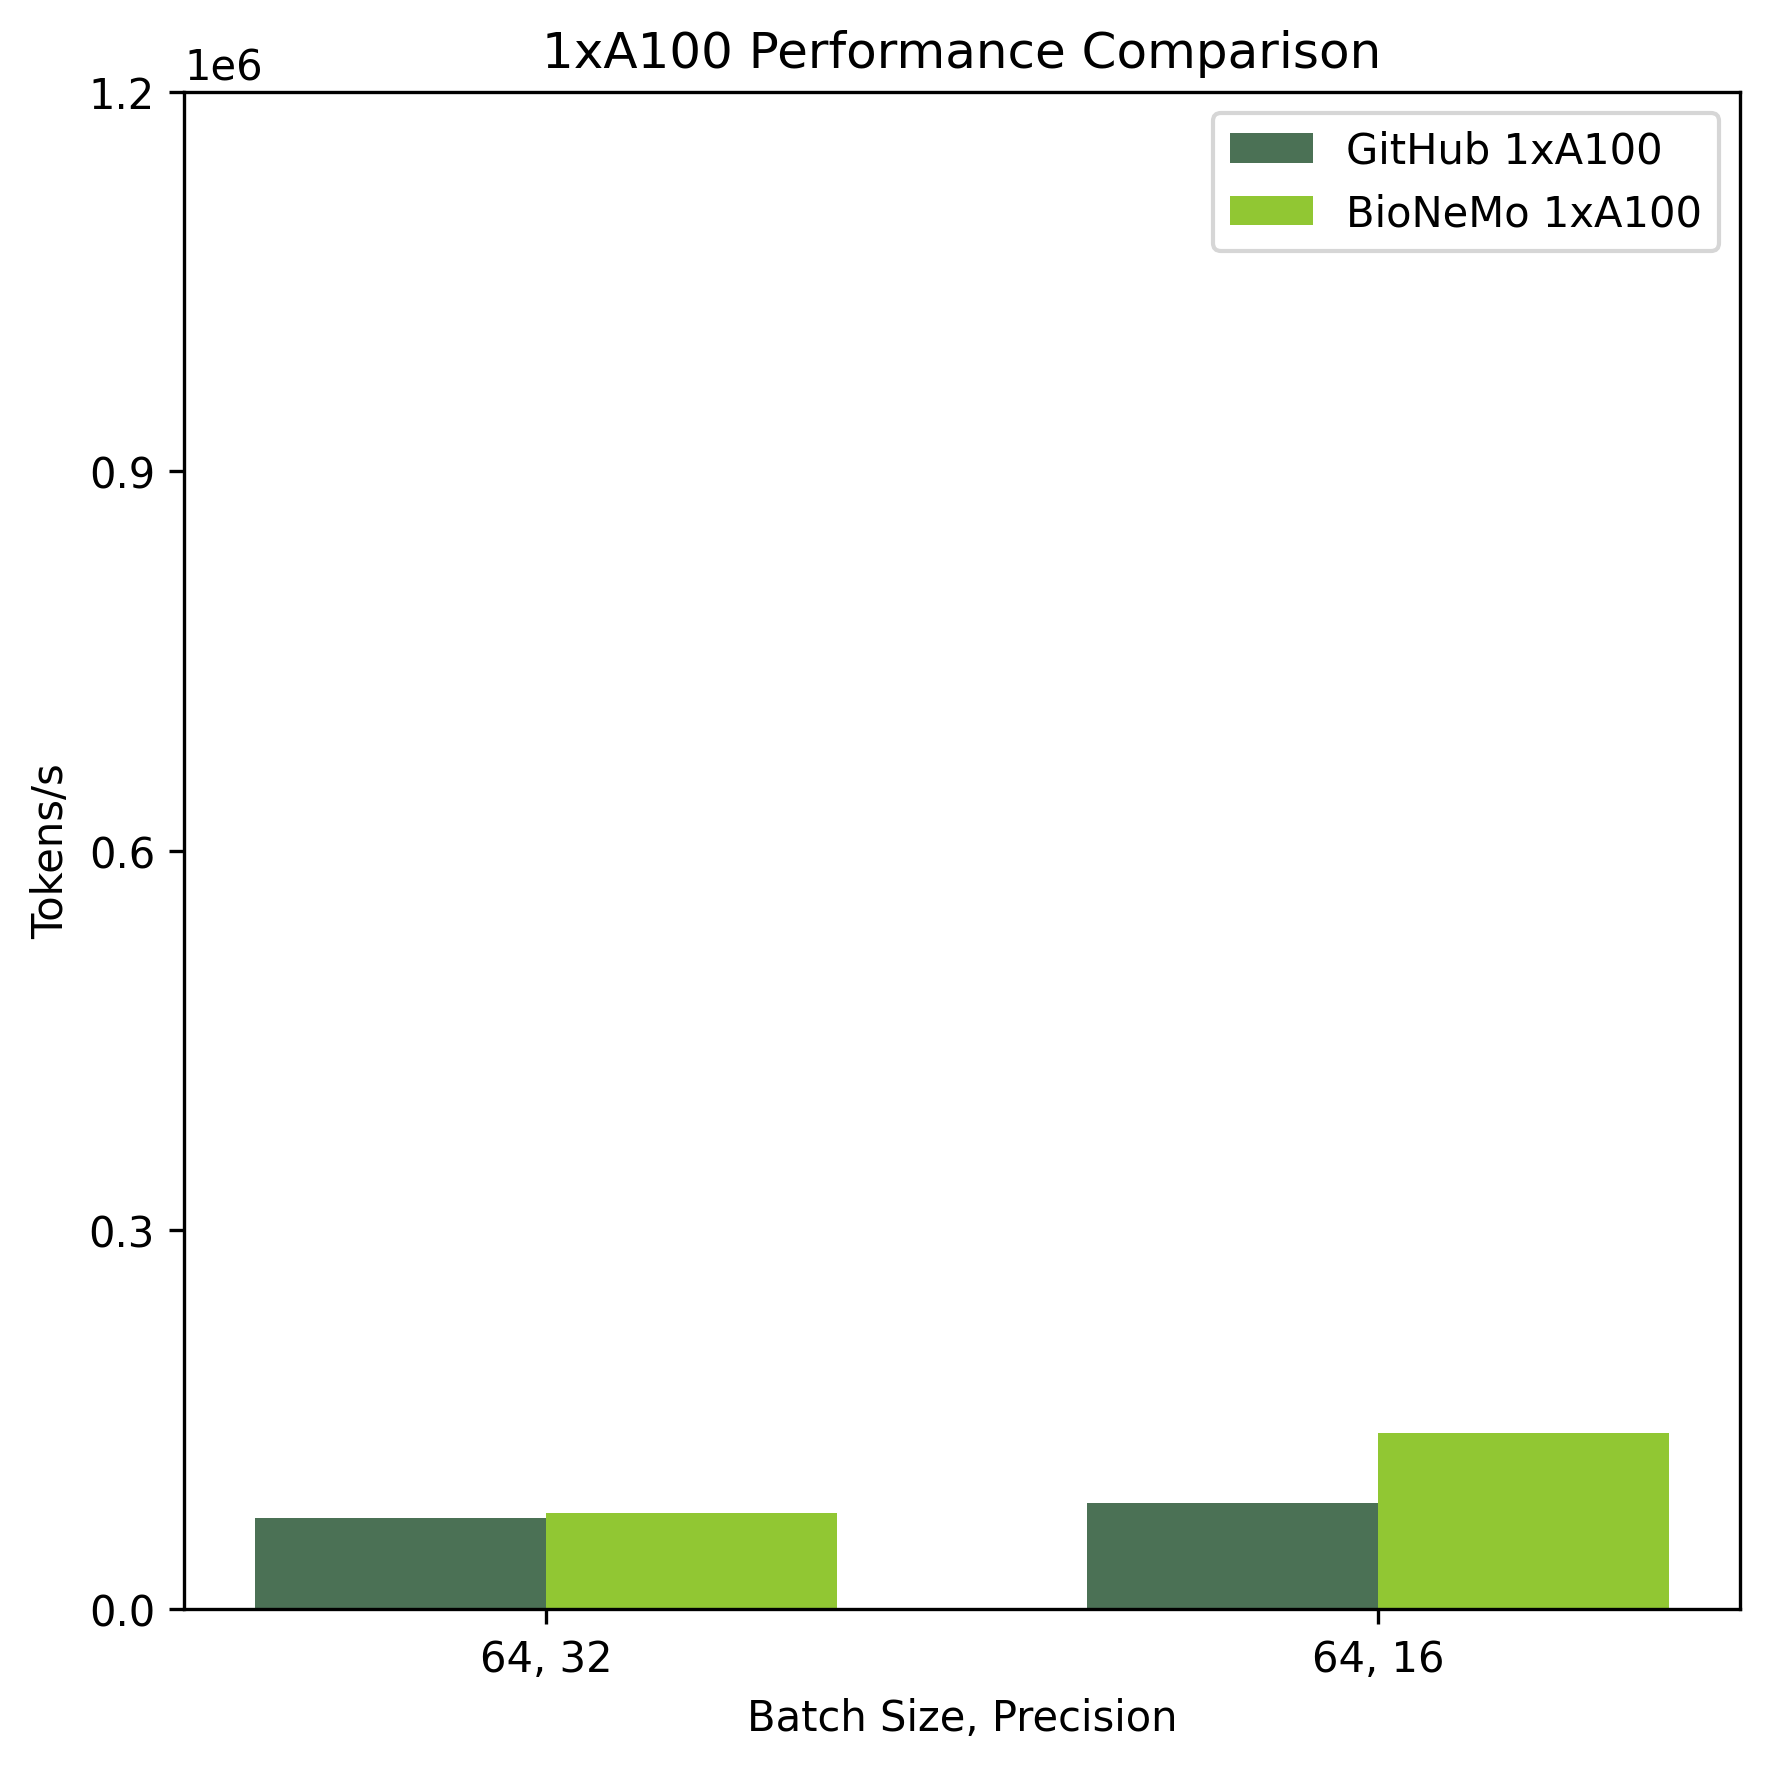 1xA100 Performance Comparison
1e6
GitHub 1xA100
BioNeMo 1xA100
1.2
0.9
0.6
0.3
0.0
Tokens/s
64, 32
64, 16
Batch Size, Precision